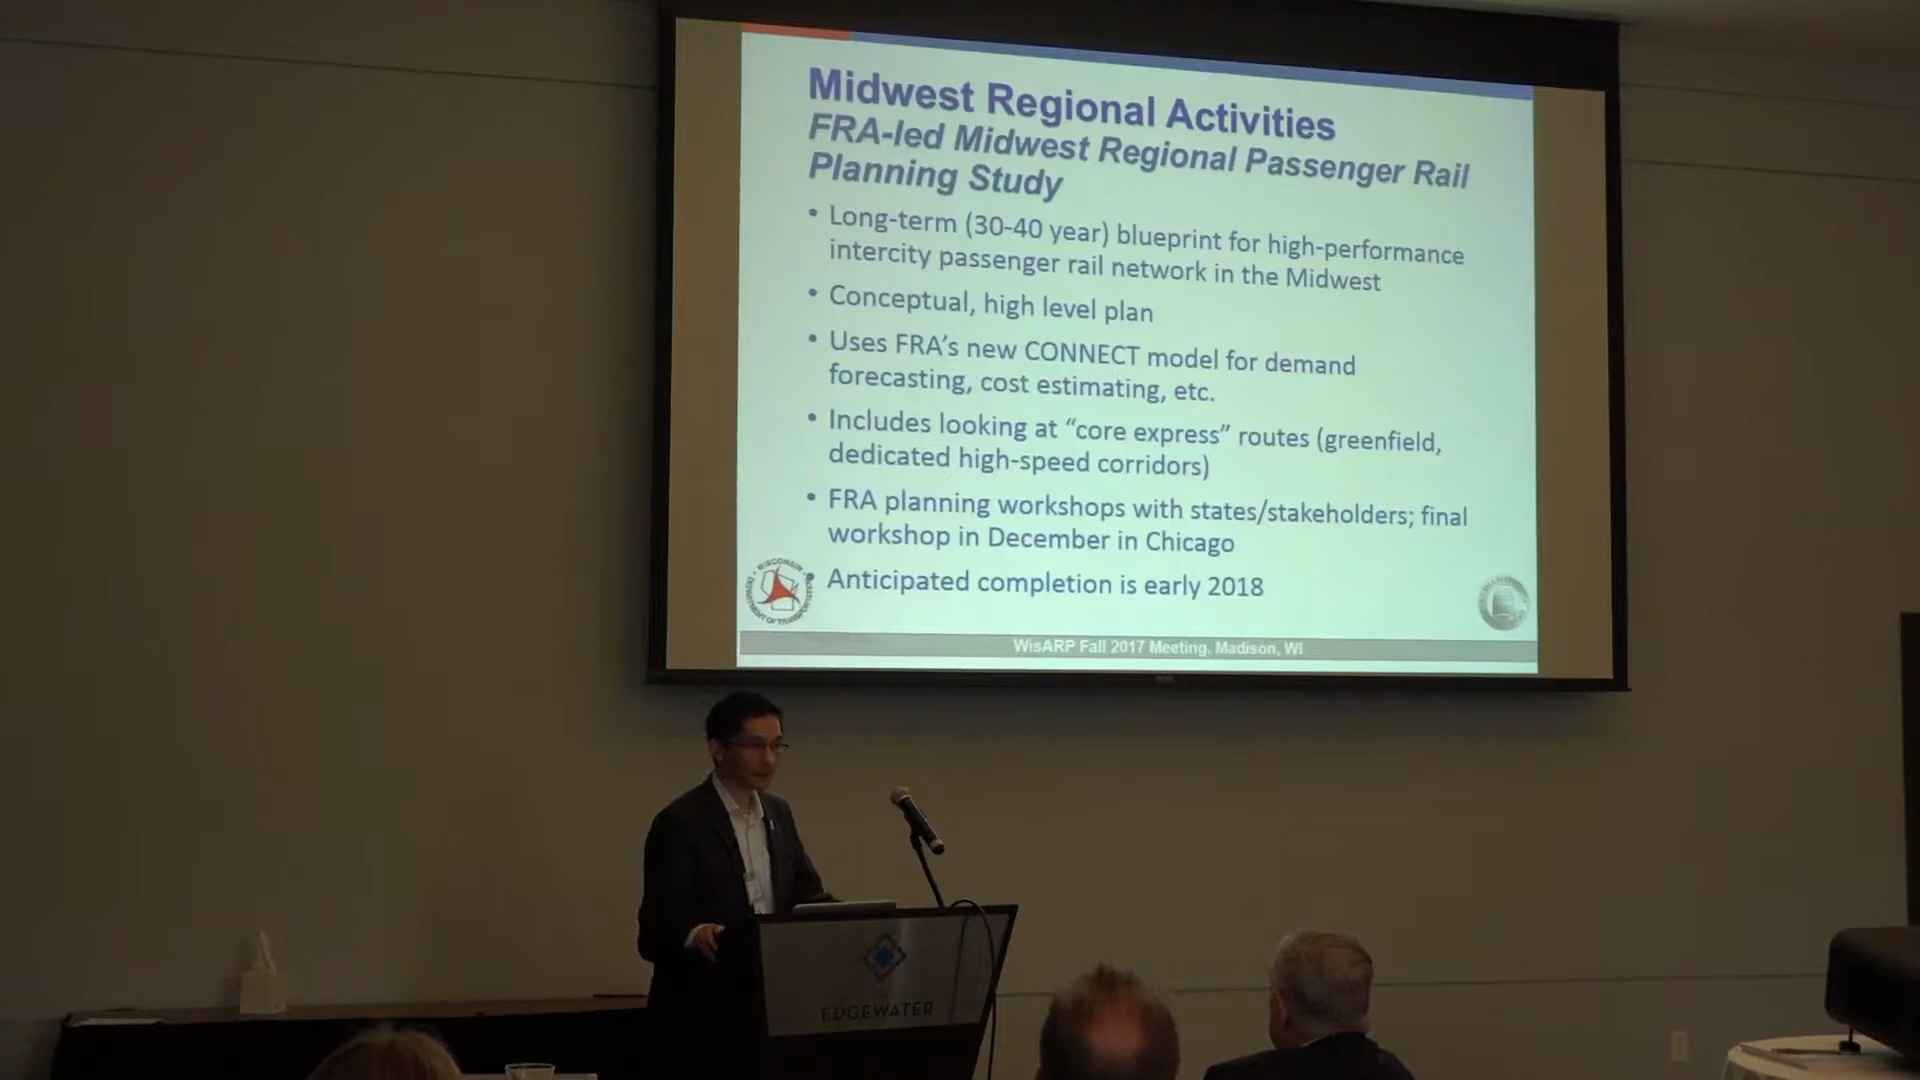 Midwest Regional Activities
FRA-led Midwest Regional Passenger Rail
Planning Study
• Long-term (30-40 year) blueprint for high-performance
intercity passenger rail network in the Midwest
• Conceptual, high level plan
• Uses FRA's new CONNECT model for demand
forecasting, cost estimating, etc.
• Includes looking at “core express” routes (greenfield,
dedicated high-speed corridors)
• FRA planning workshops with states/stakeholders; final
workshop in December in Chicago
• Anticipated completion is early 2018
WISCONSIN
DEPARTMENT OF TRANSPORTATION
WisARP Fall 2017 Meeting. Madison, WI
EDGEWATER